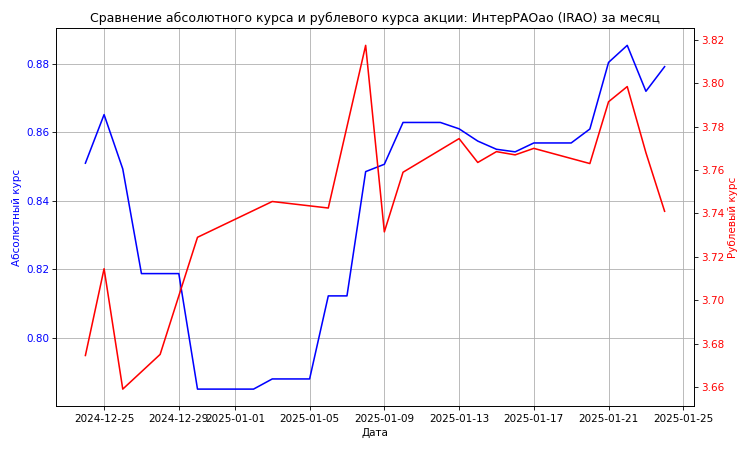 Сравнение абсолютного курса и рублевого курса акции: ИнтерРАОао (IRAO) за месяц
0.88
0.86
0.84
0.82
0.80
Абсолютный курс
3.82
3.80
3.78
3.76
3.74
3.72
3.70
3.68
3.66
Рублевый курс
2024-12-25 2024-12-29 2025-01-01 2025-01-05 2025-01-09 2025-01-13 2025-01-17 2025-01-21 2025-01-25
Дата